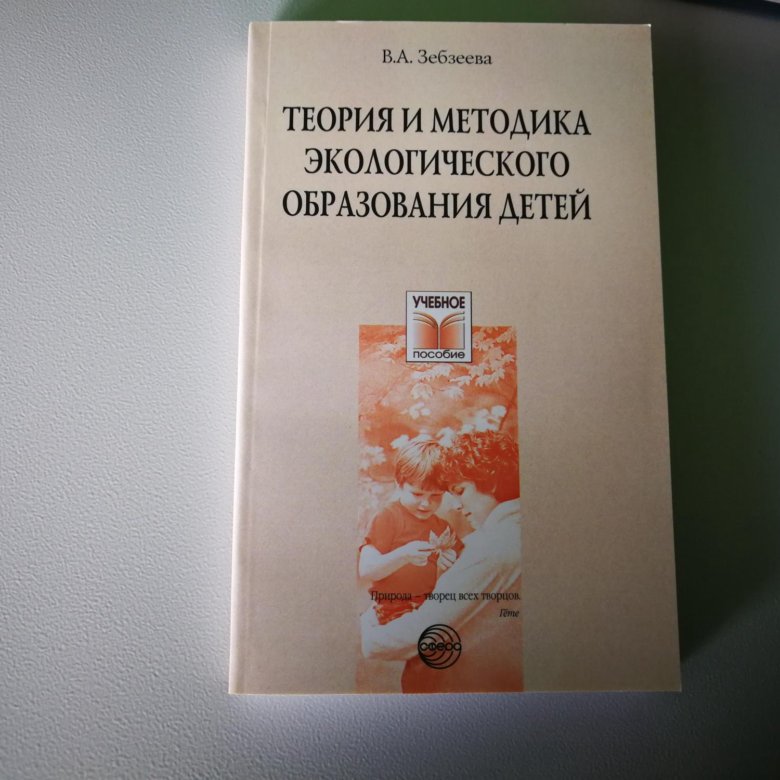 В.А. Зебзеева
ТЕОРИЯ И МЕТОДИКА
ЭКОЛОГИЧЕСКОГО
ОБРАЗОВАНИЯ ДЕТЕЙ
УЧЕБНОЕ
пособие
Природа – творец всех творцов.
Гёте
сфера